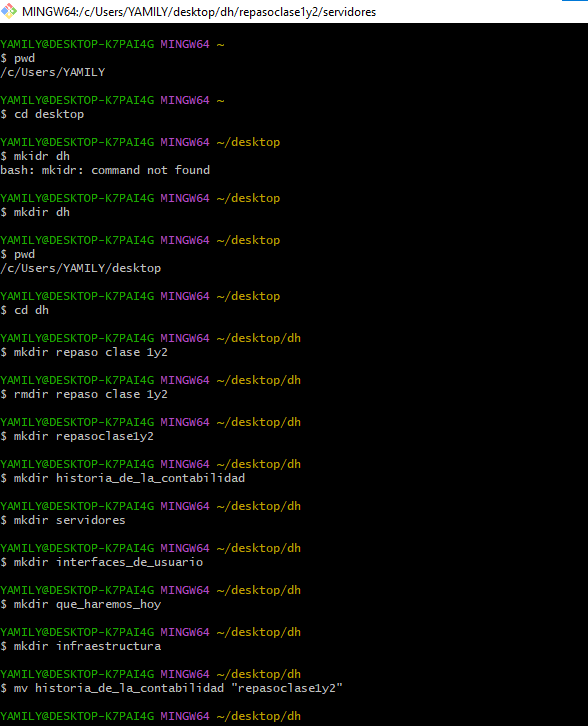 MINGW64:/c/Users/YAMILY/desktop/dh/repasoclase1y2/servidores
YAMILY@DESKTOP-K7PAI4G MINGW64 ~
$ pwd
/c/Users/YAMILY
YAMILY@DESKTOP-K7PAI4G MINGW64 ~
$ cd desktop
YAMILY@DESKTOP-K7PAI4G MINGW64 ~/desktop
$ mkidr dh
bash: mkidr: command not found
YAMILY@DESKTOP-K7PAI4G MINGW64 ~/desktop
$ mkdir dh
YAMILY@DESKTOP-K7PAI4G MINGW64 ~/desktop
$ pwd
/c/Users/YAMILY/desktop
YAMILY@DESKTOP-K7PAI4G MINGW64 ~/desktop
$ cd dh
YAMILY@DESKTOP-K7PAI4G MINGW64 ~/desktop/dh
$ mkdir repaso clase 1y2
YAMILY@DESKTOP-K7PAI4G MINGW64 ~/desktop/dh
$ rmdir repaso clase 1y2
YAMILY@DESKTOP-K7PAI4G MINGW64 ~/desktop/dh
$ mkdir repasoclase1y2
YAMILY@DESKTOP-K7PAI4G MINGW64 ~/desktop/dh
$ mkdir historia_de_la_contabilidad
YAMILY@DESKTOP-K7PAI4G MINGW64 ~/desktop/dh
$ mkdir servidores
YAMILY@DESKTOP-K7PAI4G MINGW64 ~/desktop/dh
$ mkdir interfaces_de_usuario
YAMILY@DESKTOP-K7PAI4G MINGW64 ~/desktop/dh
$ mkdir que_haremos_hoy
YAMILY@DESKTOP-K7PAI4G MINGW64 ~/desktop/dh
$ mkdir infraestructura
YAMILY@DESKTOP-K7PAI4G MINGW64 ~/desktop/dh
$ mv historia_de_la_contabilidad "repasoclase1y2"
YAMILY@DESKTOP-K7PAI4G MINGW64 ~/desktop/dh